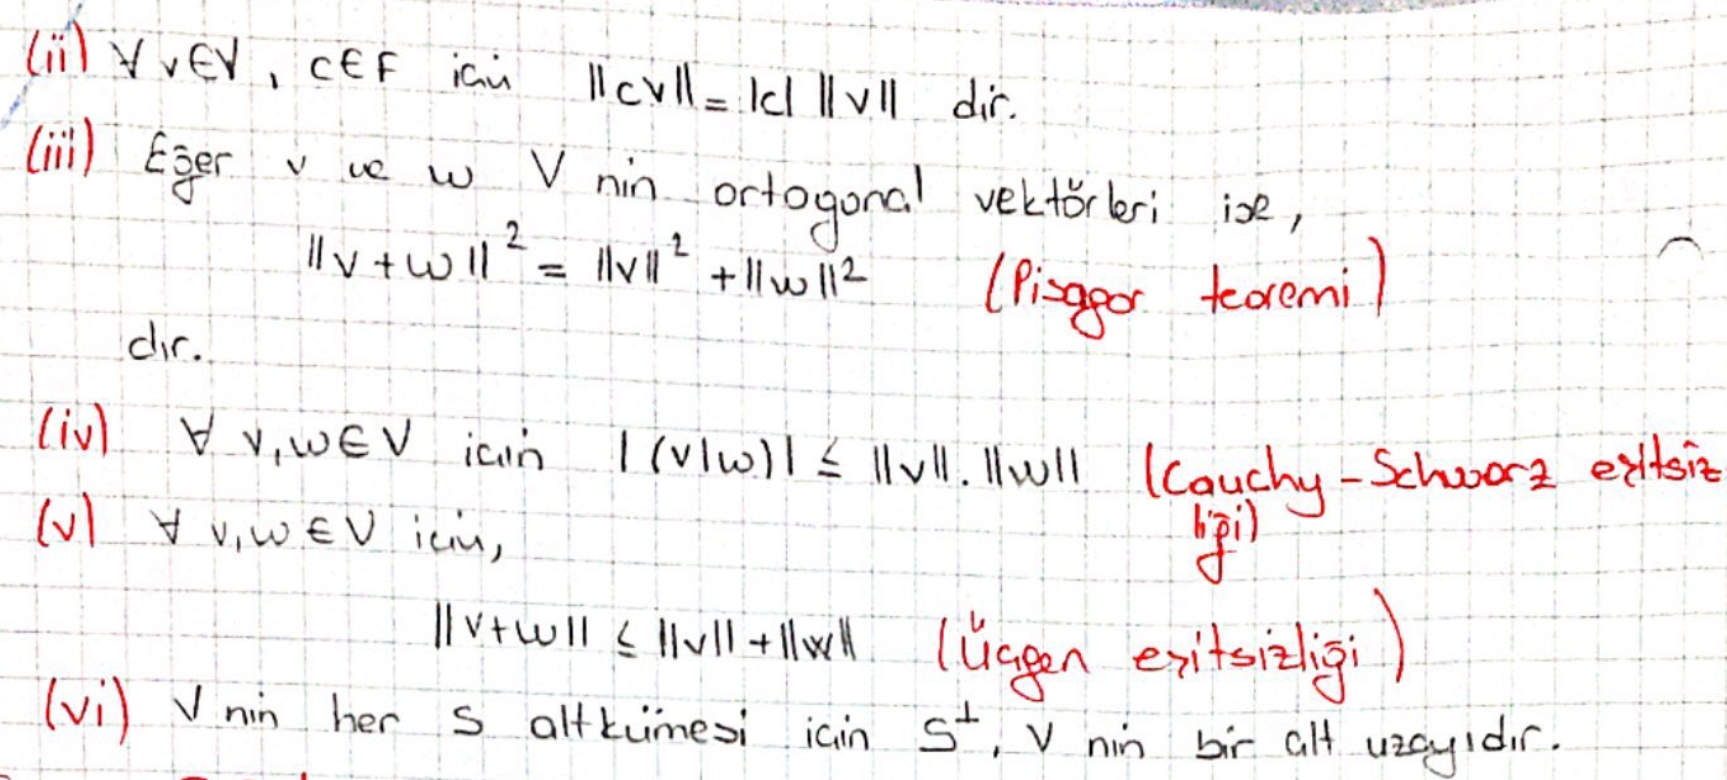 (ii) ∀ v∈V, c∈F için ||cv|| = |c| ||v|| dir.
(iii) Eğer v ve w V nin ortogonal vektörleri ise,
||v+w||² = ||v||² + ||w||² (Pisagor teoremi)
dır.
(iv) ∀ v,w∈V için |(v|w)| ≤ ||v||.||w|| (Cauchy-Schwarz eşitsiz
liği)
(v) ∀ v,w∈V için,
||v+w|| ≤ ||v||+||w|| (Üçgen eşitsizliği)
(vi) V nin her S altkümesi için S⊥, V nin bir alt uzayıdır.